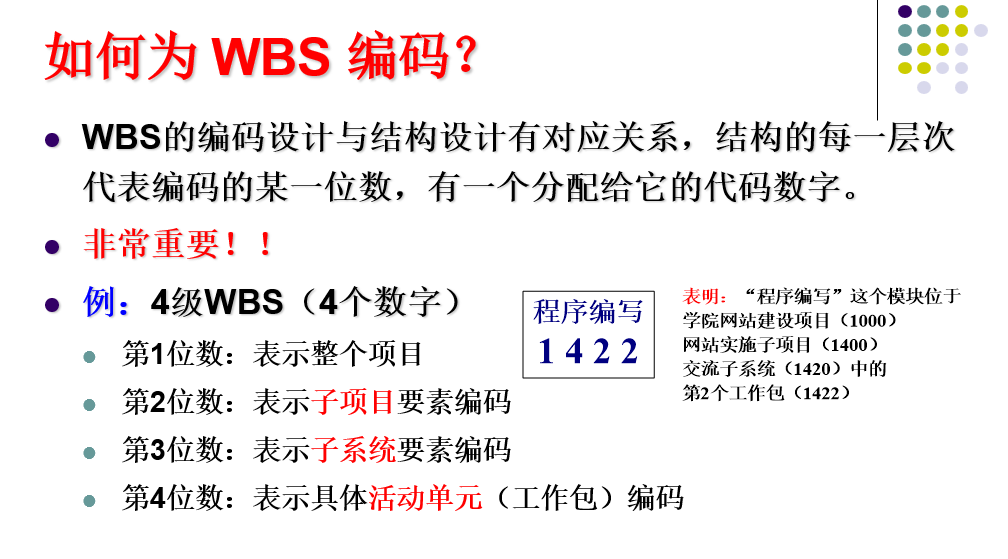 如何为 WBS 编码?
WBS的编码设计与结构设计有对应关系，结构的每一层次
代表编码的某一位数，有一个分配给它的代码数字。
非常重要！！
例：4级WBS（4个数字）
第1位数：表示整个项目
第2位数：表示子项目要素编码
第3位数：表示子系统要素编码
第4位数：表示具体活动单元（工作包）编码
程序编写
1 4 2 2
表明：“程序编写”这个模块位于
学院网站建设项目（1000）
网站实施子项目（1400）
交流子系统（1420）中的
第2个工作包（1422）